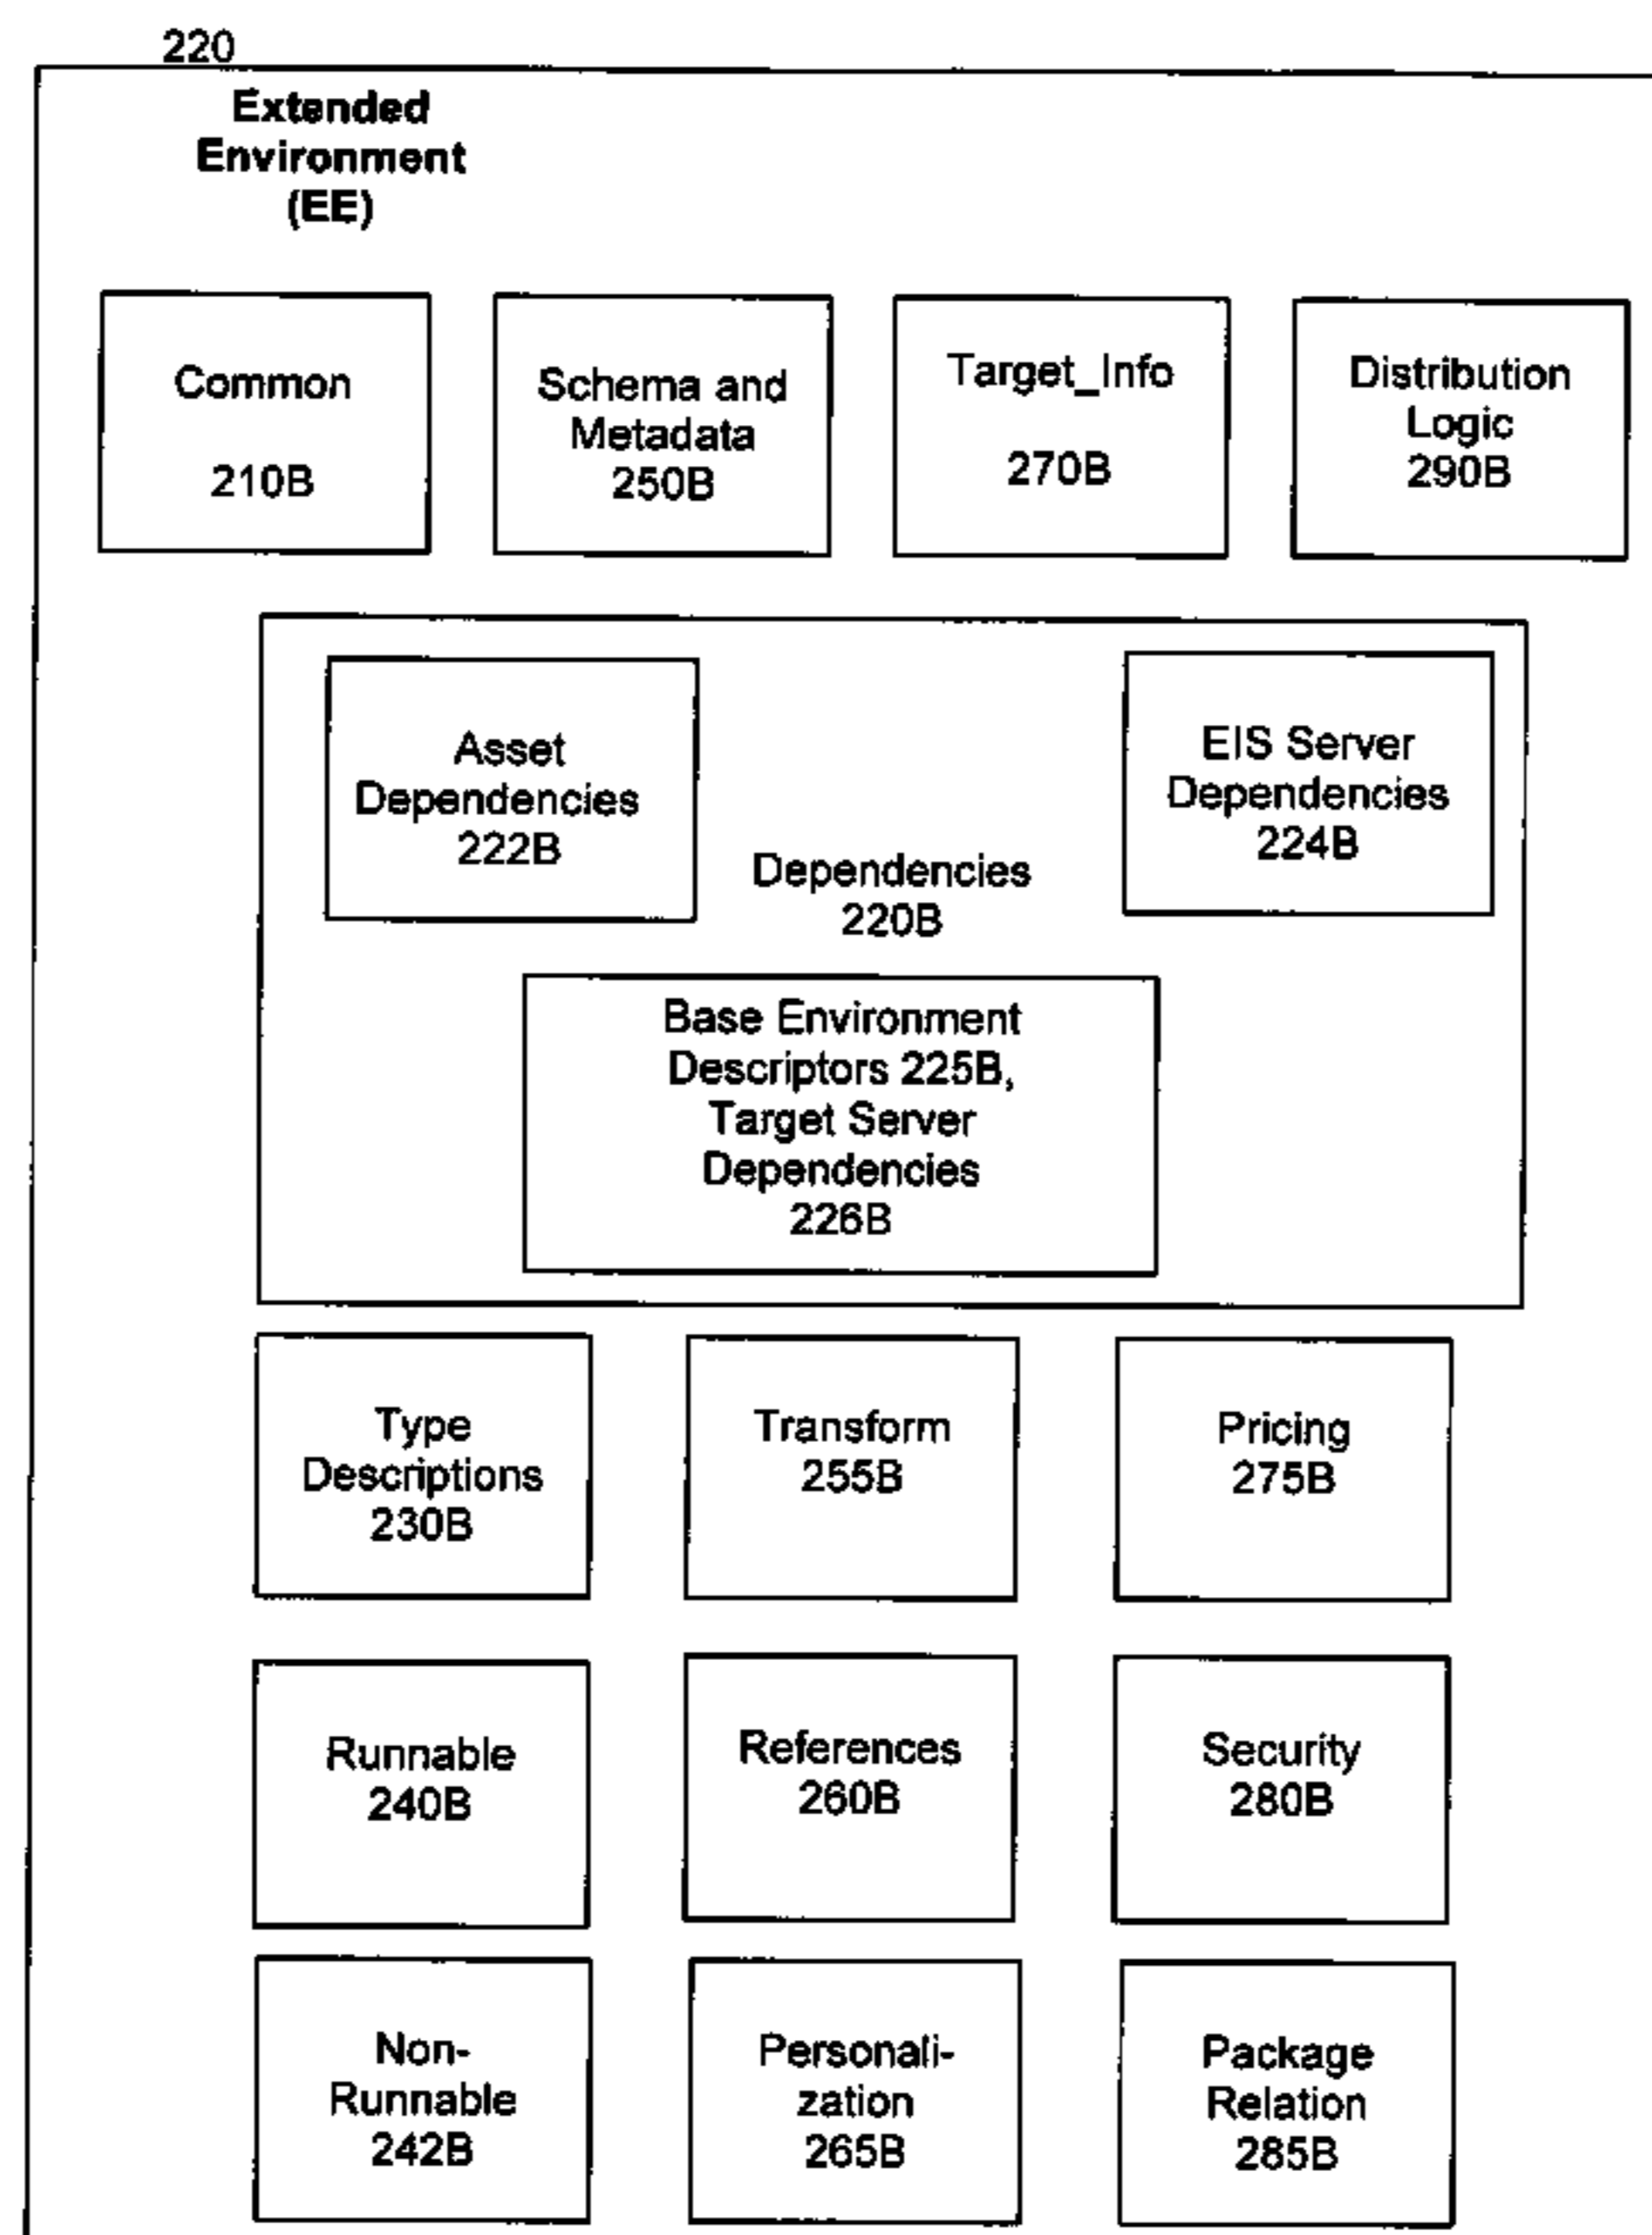 220
Extended
Environment
(EE)
Common
210B
Schema and
Metadata
250B
Target_Info
270B
Distribution
Logic
290B
Asset
Dependencies
222B
EIS Server
Dependencies
224B
Dependencies
220B
Base Environment
Descriptors 225B,
Target Server
Dependencies
226B
Type
Descriptions
230B
Transform
255B
Pricing
275B
Runnable
240B
References
260B
Security
280B
Non-
Runnable
242B
Personali-
zation
265B
Package
Relation
285B